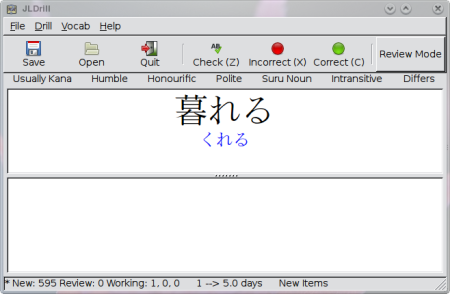 JLDrill
File Drill Vocab Help
Save Open Quit Check (Z) Incorrect (X) Correct (C) Review Mode
Usually Kana Humble Honourific Polite Suru Noun Intransitive Differs
暮れる
くれる
* New: 595 Review: 0 Working: 1, 0, 0 1 --> 5.0 days New Items